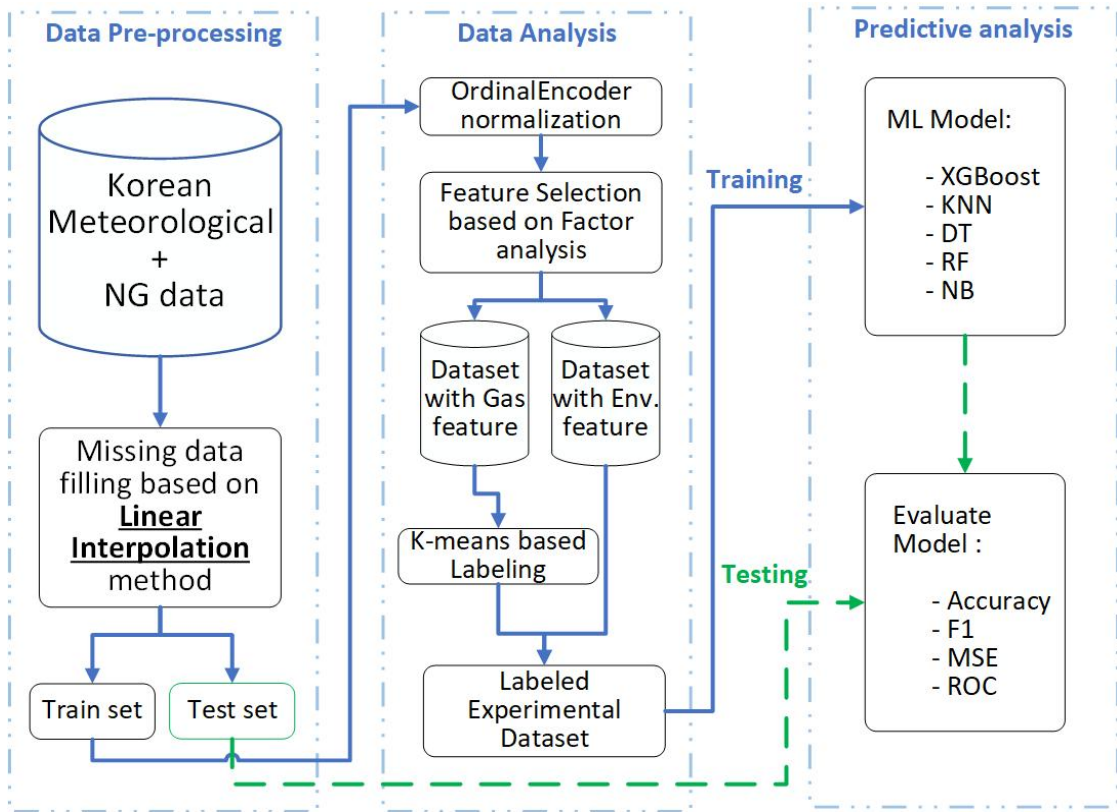 Data Pre-processing
Korean
Meteorological
+
NG data
Missing data
filling based on
Linear
Interpolation
method
Train set
Test set
Data Analysis
OrdinalEncoder
normalization
Feature Selection
based on Factor
analysis
Dataset
with Gas
feature
Dataset
with Env.
feature
K-means based
Labeling
Labeled
Experimental
Dataset
Training
Testing
Predictive analysis
ML Model:
- XGBoost
- KNN
- DT
- RF
- NB
Evaluate
Model :
- Accuracy
- F1
- MSE
- ROC